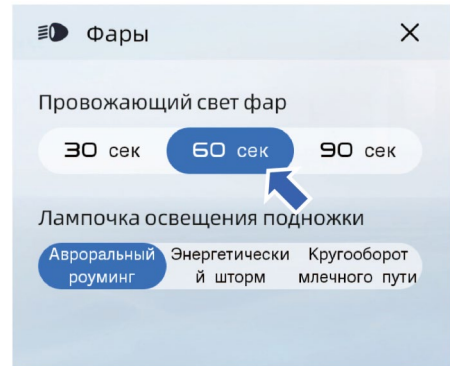 Фары
Провожающий свет фар
30 сек 60 сек 90 сек
Лампочка освещения подножки
Авроральный Энергетически Кругооборот
роуминг й шторм млечного пути